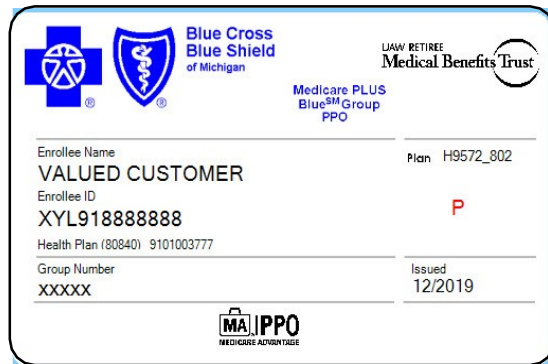 Blue Cross
Blue Shield
of Michigan
®
®
UAW RETIREE
Medical Benefits Trust
Medicare PLUS
Blue℠ Group
PPO
Enrollee Name
VALUED CUSTOMER
Enrollee ID
XYL918888888
Health Plan (80840) 9101003777
Plan H9572_802
P
Group Number
XXXXX
Issued
12/2019
MA PPO
MEDICARE ADVANTAGE